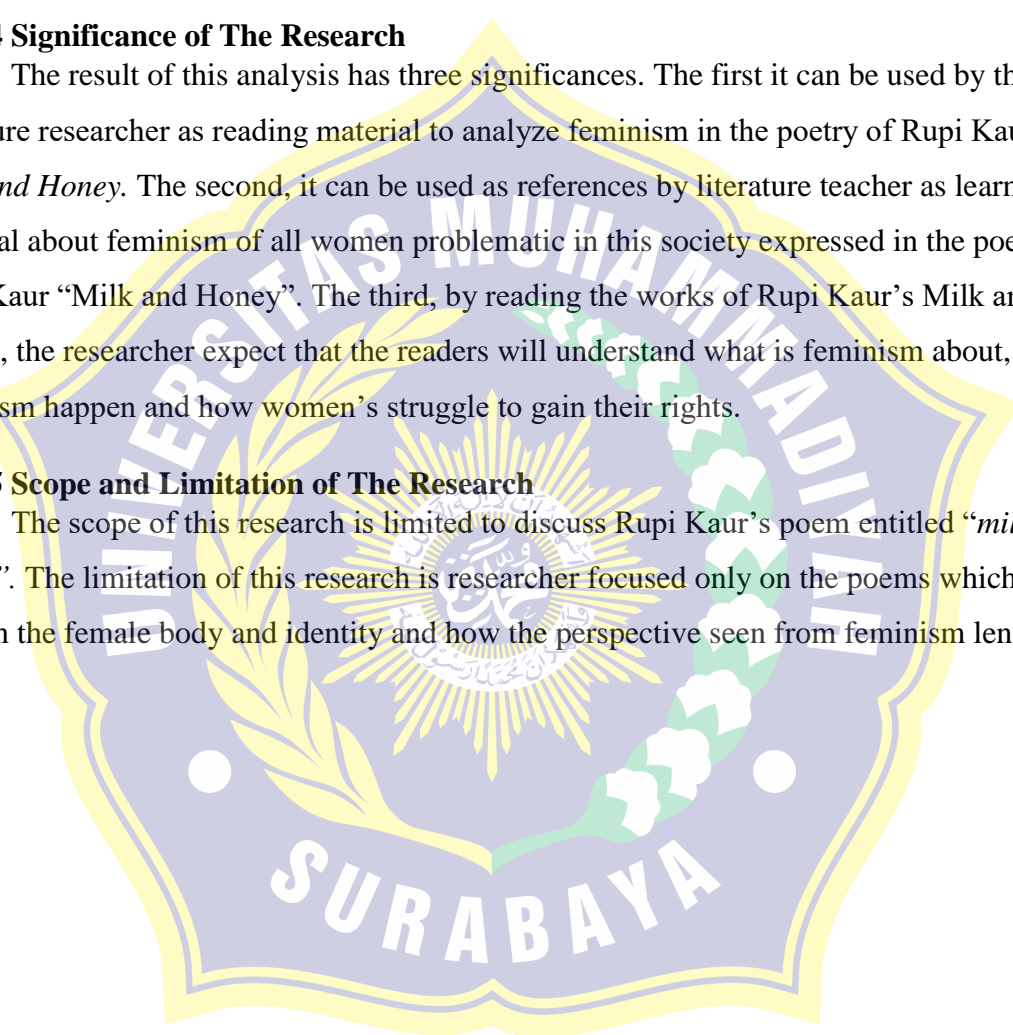 4 Significance of The Research
The result of this analysis has three significances. The first it can be used by th
ure researcher as reading material to analyze feminism in the poetry of Rupi Kau
nd Honey. The second, it can be used as references by literature teacher as learn
al about feminism of all women problematic in this society expressed in the poe
Kaur “Milk and Honey”. The third, by reading the works of Rupi Kaur’s Milk an
, the researcher expect that the readers will understand what is feminism about,
ism happen and how women’s struggle to gain their rights.
5 Scope and Limitation of The Research
The scope of this research is limited to discuss Rupi Kaur’s poem entitled “mil
”. The limitation of this research is researcher focused only on the poems which
n the female body and identity and how the perspective seen from feminism len
UNIVERSITAS MUHAMMADIYAH
SURABAYA